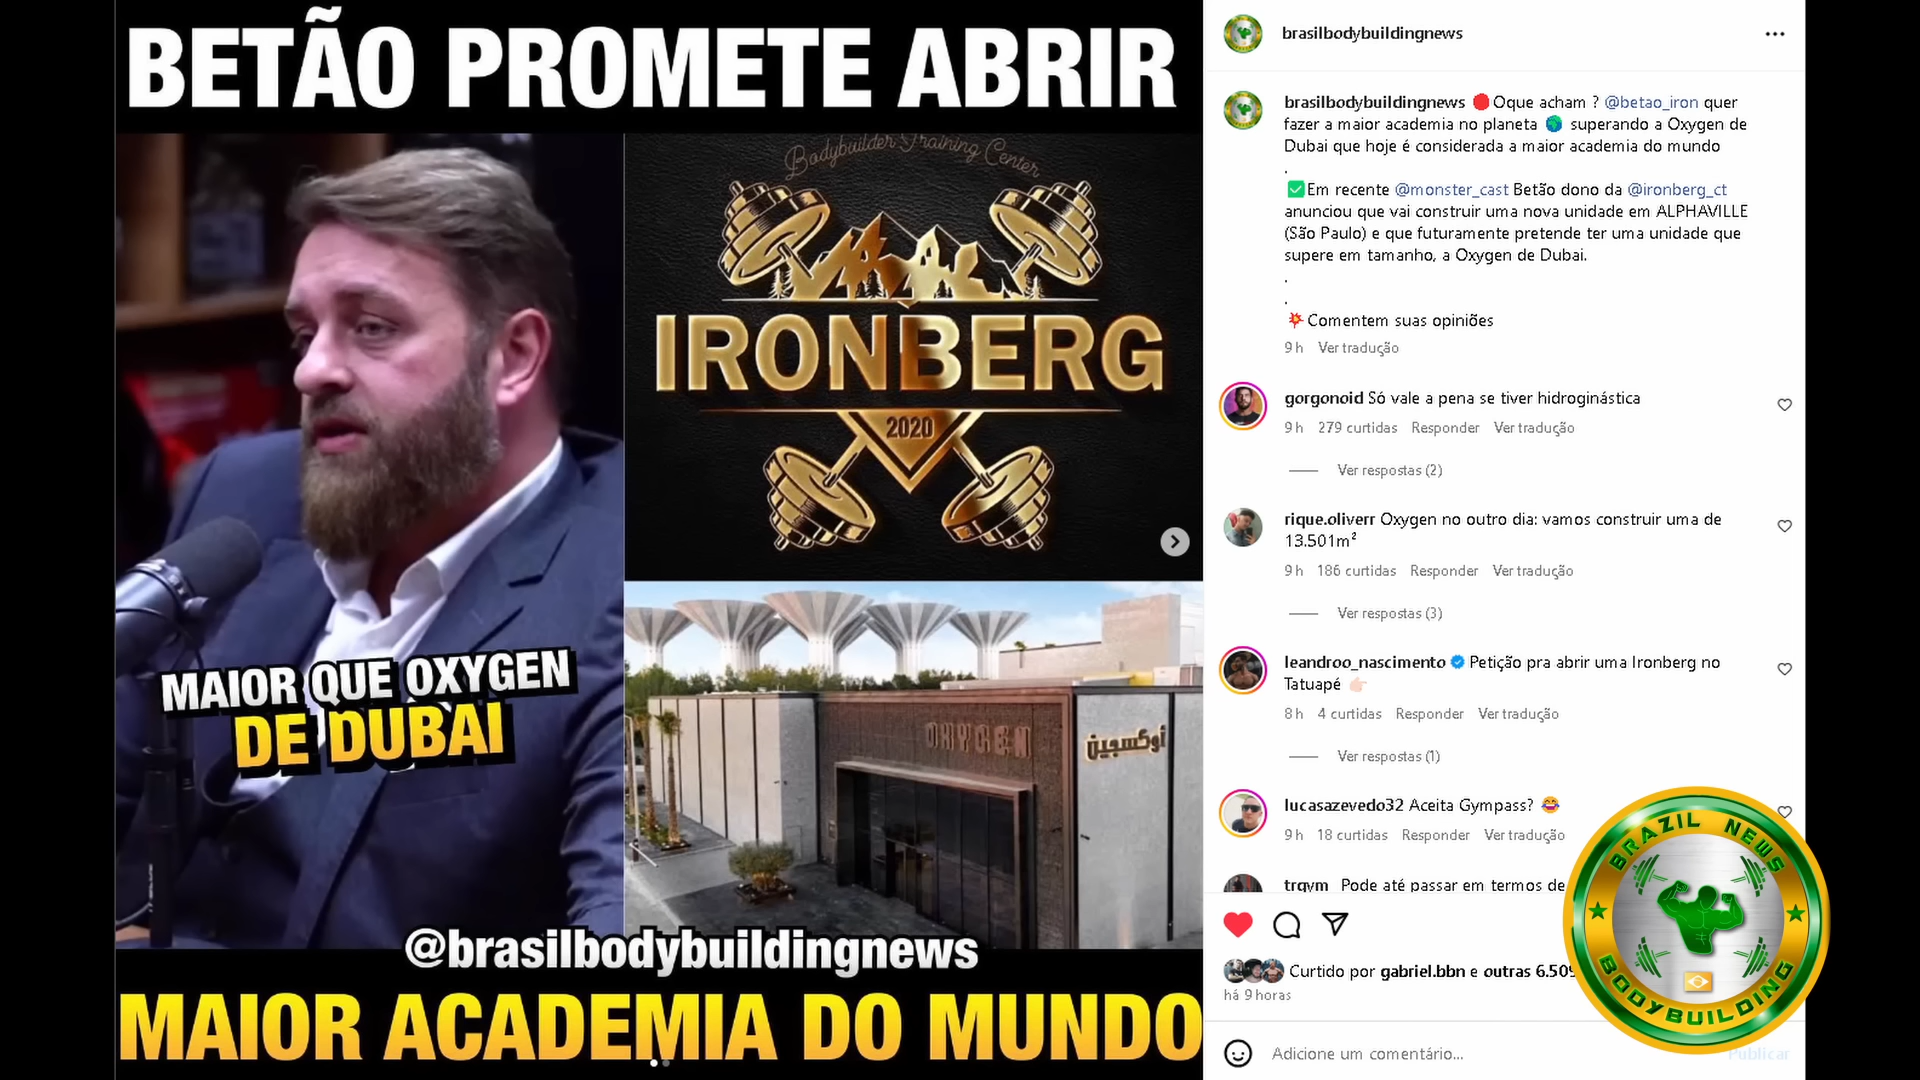 BETÃO PROMETE ABRIR
Bodybuilder Training Center
IRONBERG
2020
MAIOR QUE OXYGEN
DE DUBAI
OXYGEN
أوكسجين
@brasilbodybuildingnews
MAIOR ACADEMIA DO MUNDO
brasilbodybuildingnews
brasilbodybuildingnews 🔴Oque acham ? @betao_iron quer
fazer a maior academia no planeta 🌍 superando a Oxygen de
Dubai que hoje é considerada a maior academia do mundo
.
✅Em recente @monster_cast Betão dono da @ironberg_ct
anunciou que vai construir uma nova unidade em ALPHAVILLE
(São Paulo) e que futuramente pretende ter uma unidade que
supere em tamanho, a Oxygen de Dubai.
.
.
💥Comentem suas opiniões
9 h Ver tradução
gorgonoid Só vale a pena se tiver hidroginástica
9 h 279 curtidas Responder Ver tradução
Ver respostas (2)
rique.oliverr Oxygen no outro dia: vamos construir uma de
13.501m²
9 h 186 curtidas Responder Ver tradução
Ver respostas (3)
leandroo_nascimento Petição pra abrir uma Ironberg no
Tatuapé 👉🏻
8 h 4 curtidas Responder Ver tradução
Ver respostas (1)
lucasazevedo32 Aceita Gympass? 😂
9 h 18 curtidas Responder Ver tradução
trgym Pode até passar em termos de
Curtido por gabriel.bbn e outras 6.509
há 9 horas
Adicione um comentário...
Publicar
BRAZIL NEWS
BODYBUILDING